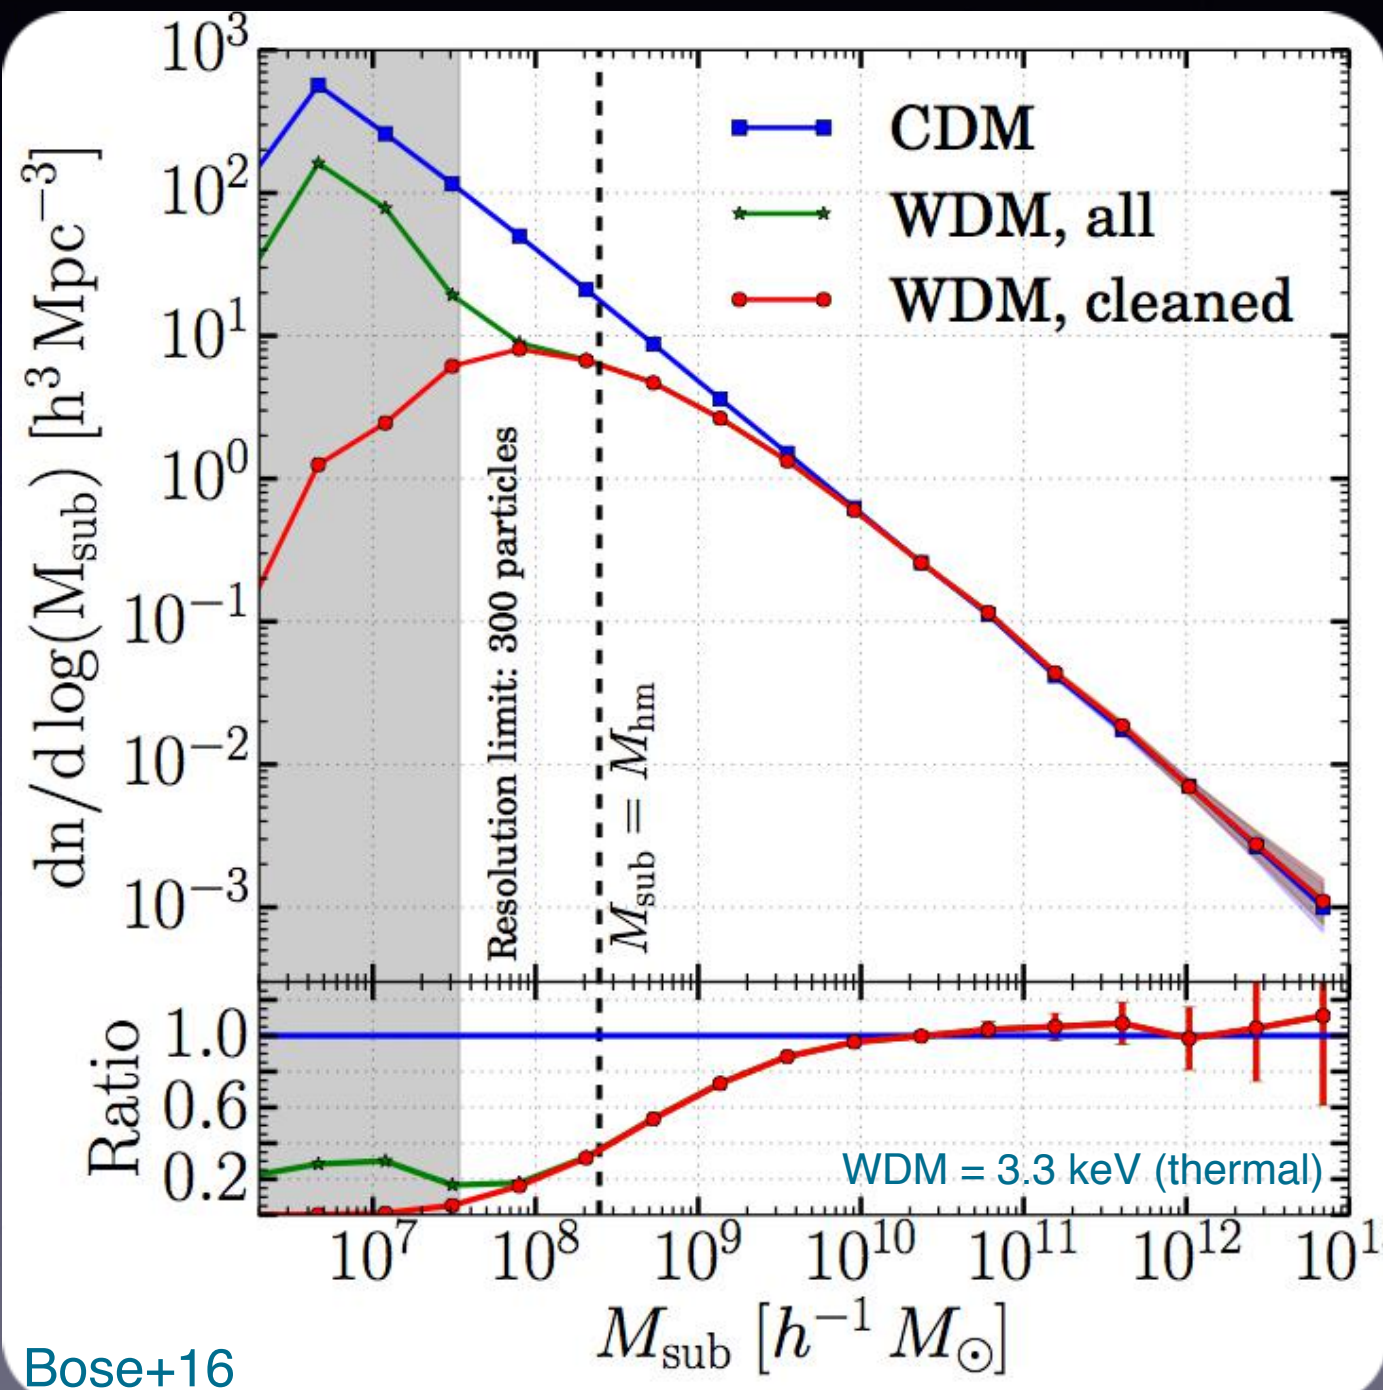 10³
10²
10¹
10⁰
10⁻¹
10⁻²
10⁻³
dn/d log(M_sub) [h³ Mpc⁻³]
CDM
WDM, all
WDM, cleaned
Resolution limit: 300 particles
M_sub = M_hm
1.0
0.6
0.2
Ratio
WDM = 3.3 keV (thermal)
10⁷ 10⁸ 10⁹ 10¹⁰ 10¹¹ 10¹²
M_sub [h⁻¹ M_⊙]
Bose+16